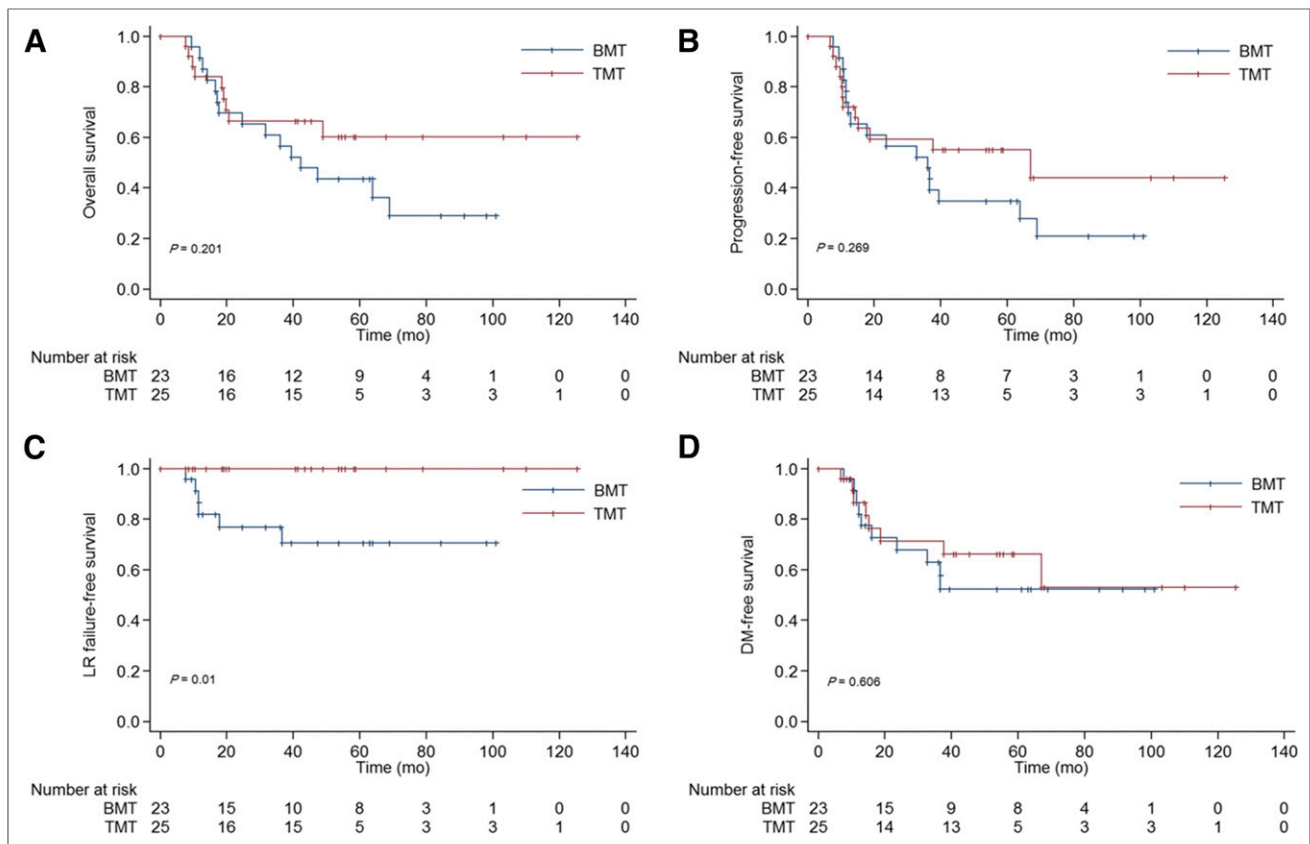 A
Overall survival
1.0
0.8
0.6
0.4
0.2
0.0
BMT
TMT
P = 0.201
0 20 40 60 80 100 120 140
Time (mo)
Number at risk
BMT 23 16 12 9 4 1 0 0
TMT 25 16 15 5 3 3 1 0
B
Progression-free survival
1.0
0.8
0.6
0.4
0.2
0.0
BMT
TMT
P = 0.269
0 20 40 60 80 100 120 140
Time (mo)
Number at risk
BMT 23 14 8 7 3 1 0 0
TMT 25 14 13 5 3 3 1 0
C
LR failure-free survival
1.0
0.8
0.6
0.4
0.2
0.0
BMT
TMT
P = 0.01
0 20 40 60 80 100 120 140
Time (mo)
Number at risk
BMT 23 15 10 8 3 1 0 0
TMT 25 16 15 5 3 3 1 0
D
DM-free survival
1.0
0.8
0.6
0.4
0.2
0.0
BMT
TMT
P = 0.606
0 20 40 60 80 100 120 140
Time (mo)
Number at risk
BMT 23 15 9 8 4 1 0 0
TMT 25 14 13 5 3 3 1 0